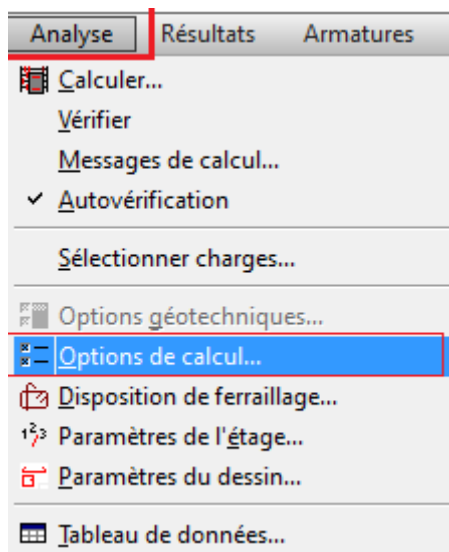 Analyse Résultats Armatures
Calculer...
Vérifier
Messages de calcul...
Autovérification
Sélectionner charges...
Options géotechniques...
Options de calcul...
Disposition de ferraillage...
Paramètres de l'étage...
Paramètres du dessin...
Tableau de données...